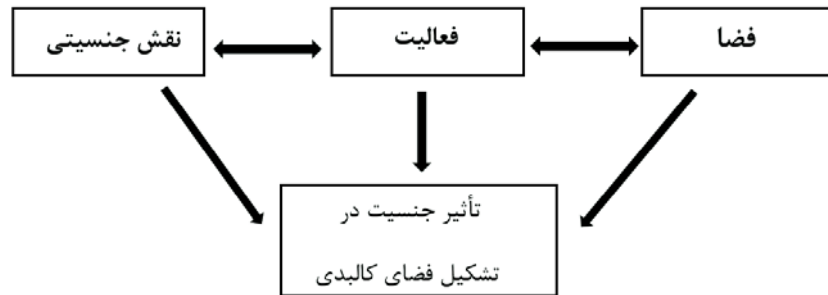 فضا
فعالیت
نقش جنسیتی
تأثیر جنسیت در
تشکیل فضای کالبدی